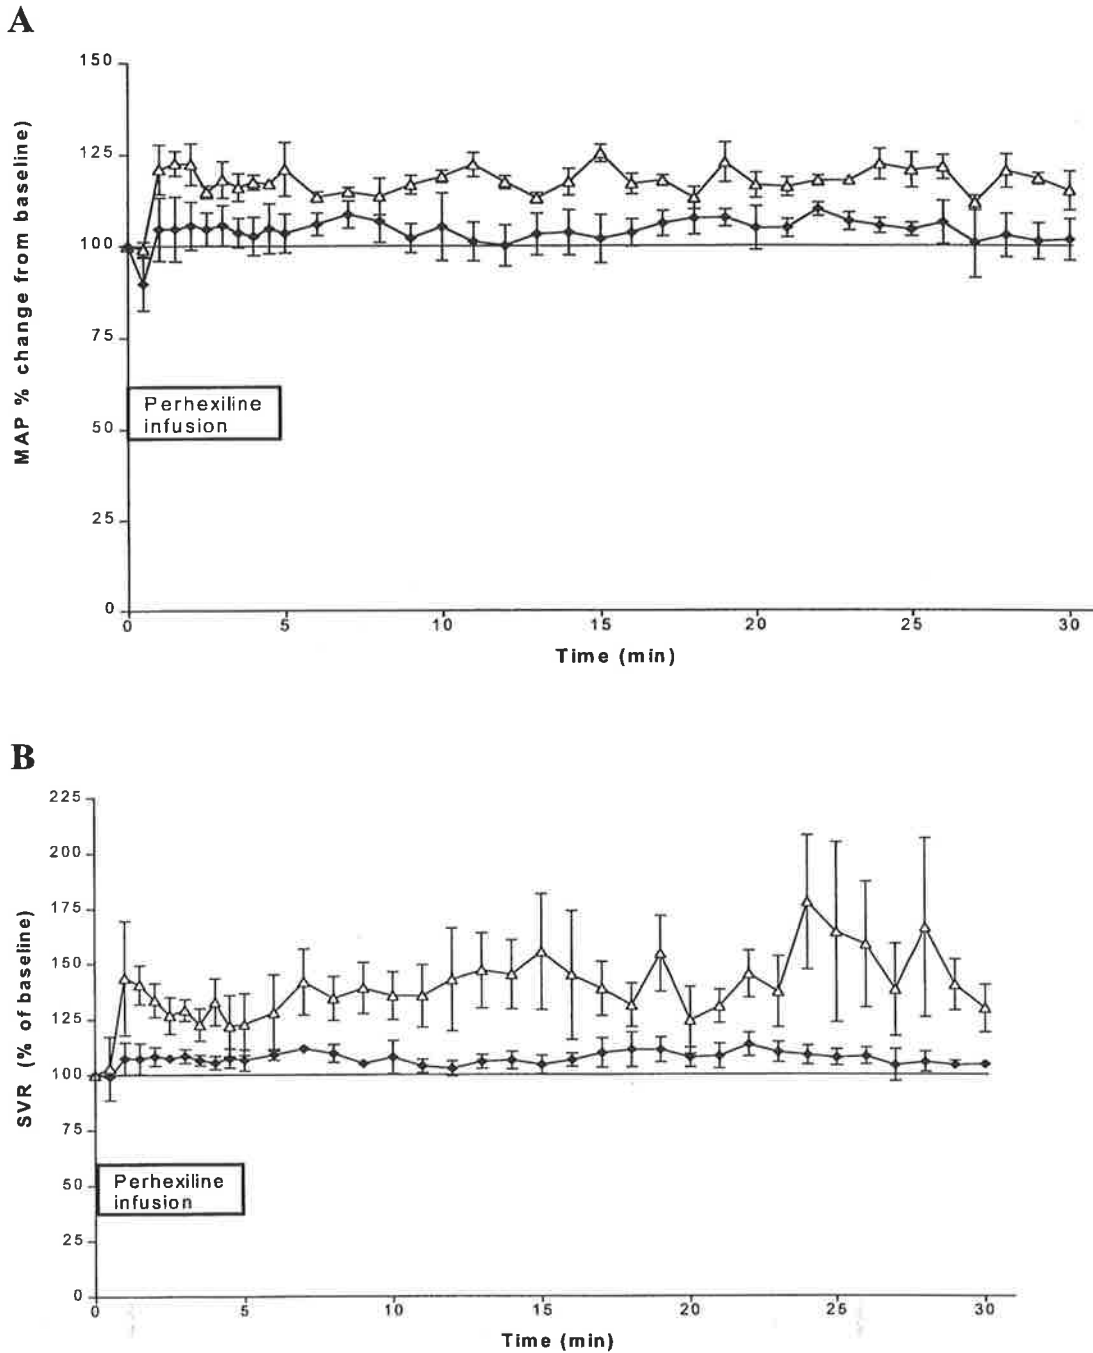 A
150
125
100
75
50
25
0
MAP % change from baseline)
Perhexiline
infusion
0 5 10 15 20 25 30
Time (min)
B
225
200
175
150
125
100
75
50
25
0
SVR (% of baseline)
Perhexiline
infusion
0 5 10 15 20 25 30
Time (min)